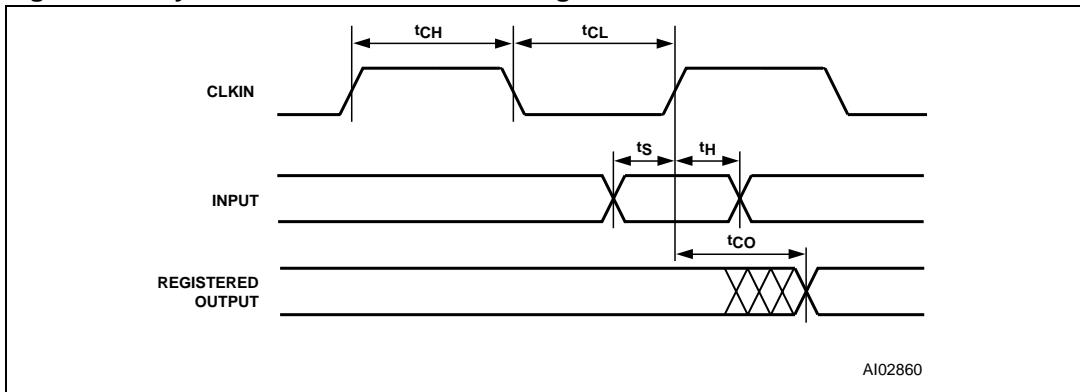 tCH
tCL
CLKIN
tS
tH
INPUT
tCO
REGISTERED
OUTPUT
AI02860